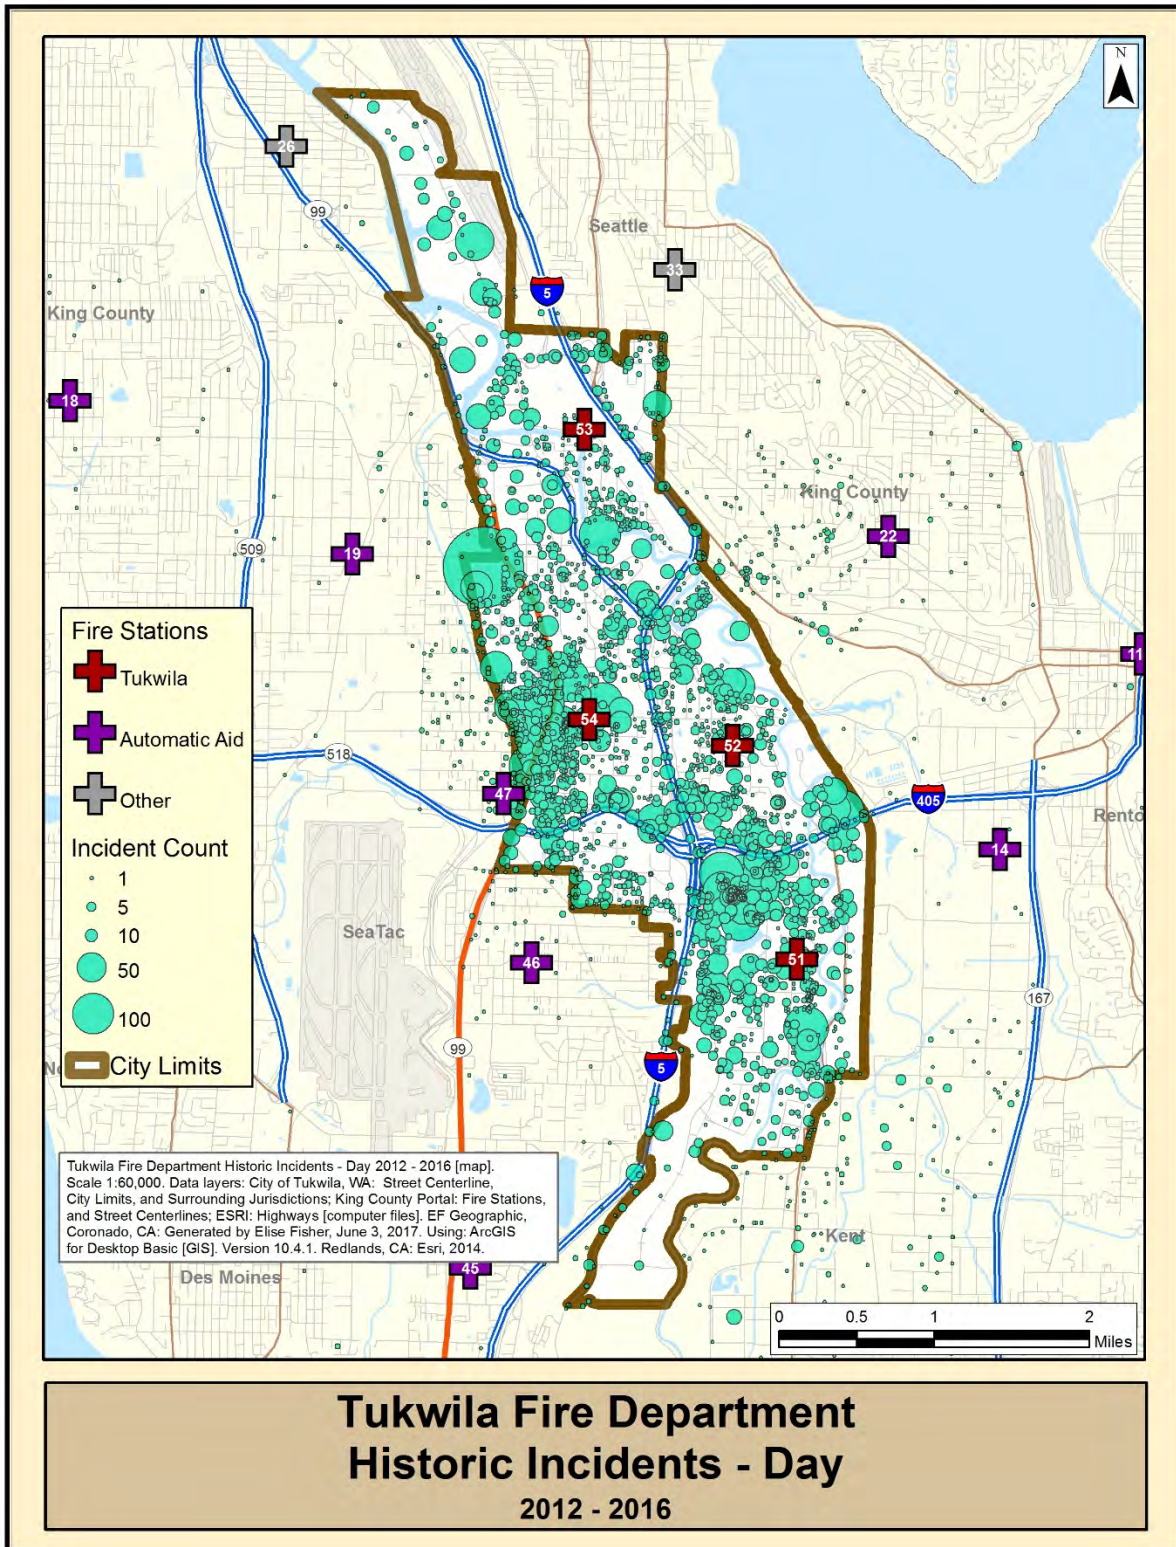 N
26
99
Seattle
33
5
King County
18
53
King County
22
509
19
Fire Stations
Tukwila
Automatic Aid
Other
Incident Count
1
5
10
50
100
City Limits
11
54
52
518
47
405
Rento
14
SeaTac
46
51
167
99
5
Tukwila Fire Department Historic Incidents - Day 2012 - 2016 [map].
Scale 1:60,000. Data layers: City of Tukwila, WA: Street Centerline,
City Limits, and Surrounding Jurisdictions; King County Portal: Fire Stations,
and Street Centerlines; ESRI: Highways [computer files]. EF Geographic,
Coronado, CA: Generated by Elise Fisher, June 3, 2017. Using: ArcGIS
for Desktop Basic [GIS]. Version 10.4.1. Redlands, CA: Esri, 2014.
Kent
45
Des Moines
0 0.5 1 2
Miles
Tukwila Fire Department
Historic Incidents - Day
2012 - 2016